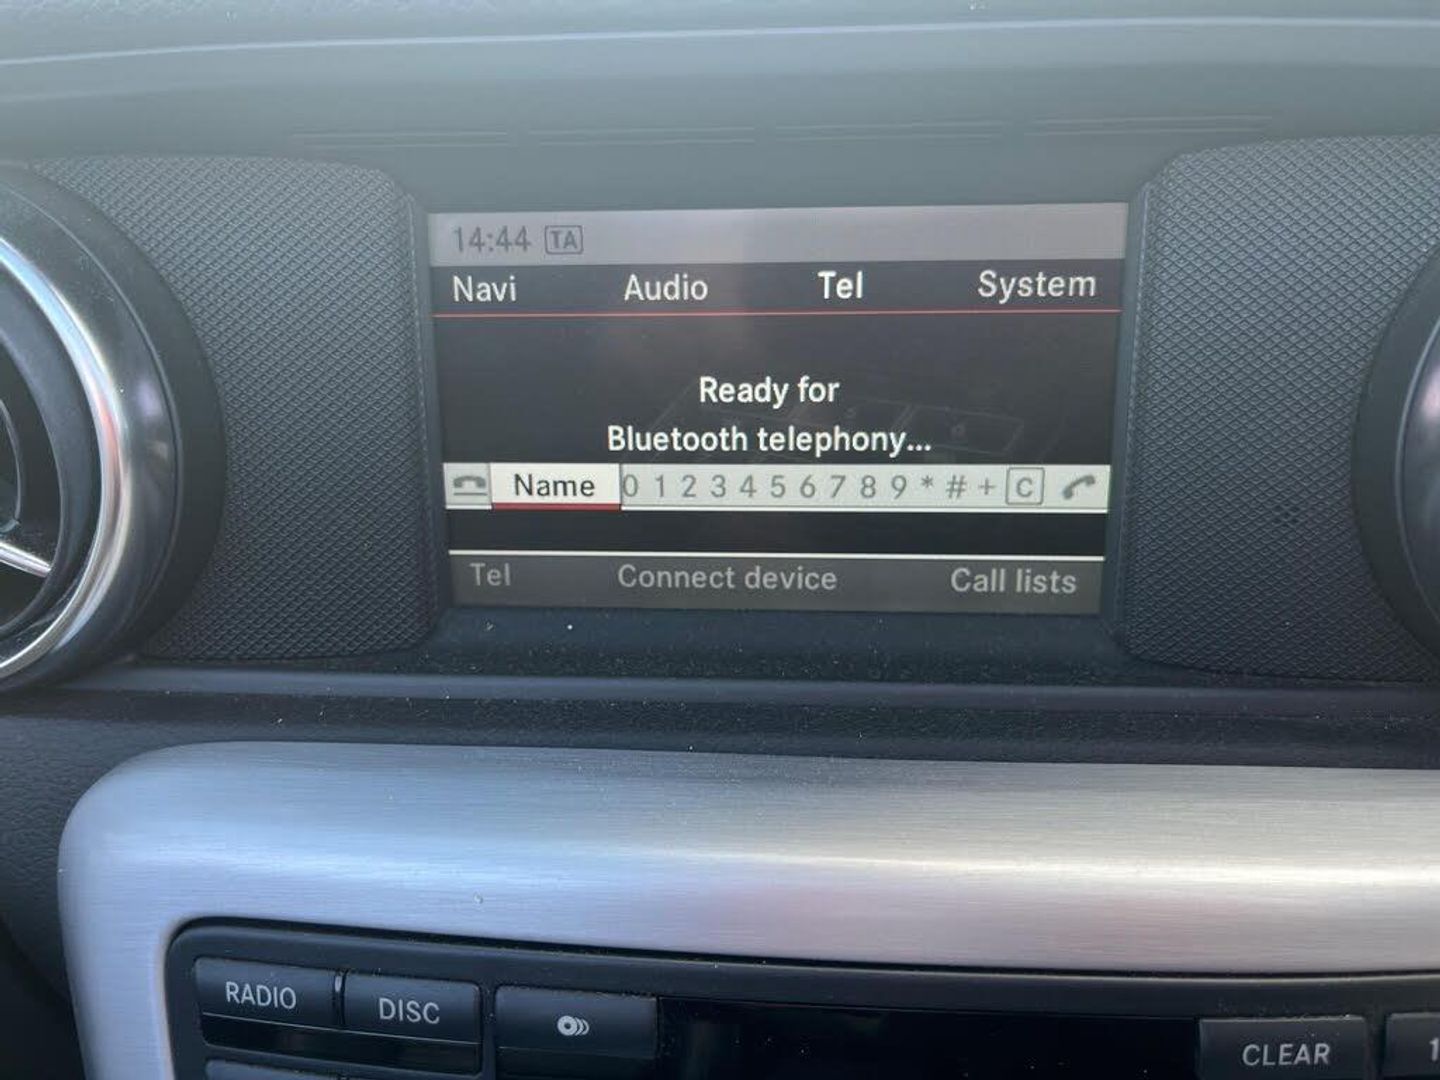 14:44 TA
Navi Audio Tel System
Ready for
Bluetooth telephony...
Name 0 1 2 3 4 5 6 7 8 9 * # + C
Tel Connect device Call lists
RADIO DISC
CLEAR 1